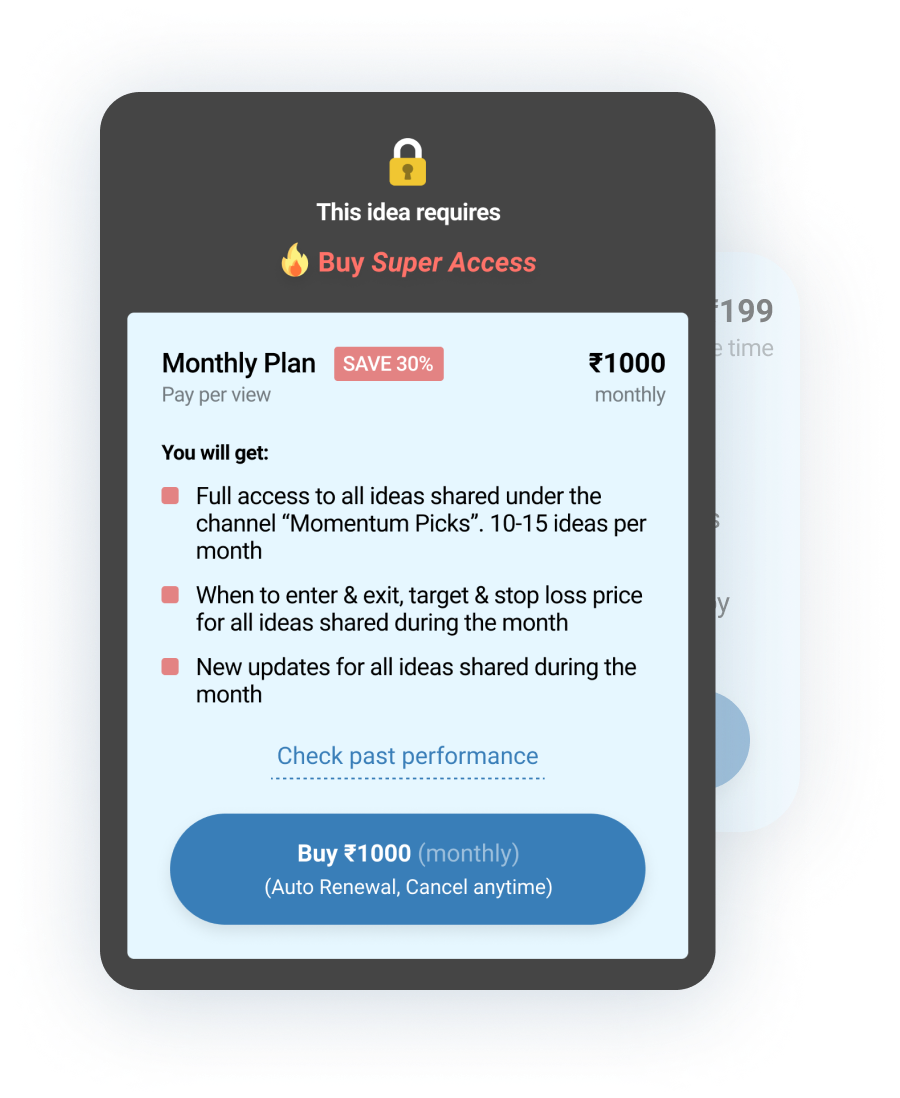 This idea requires
Buy Super Access
Monthly Plan
SAVE 30%
₹1000
Pay per view
monthly
You will get:
Full access to all ideas shared under the
channel “Momentum Picks”. 10-15 ideas per
month
When to enter & exit, target & stop loss price
for all ideas shared during the month
New updates for all ideas shared during the
month
Check past performance
Buy ₹1000 (monthly)
(Auto Renewal, Cancel anytime)
₹199
time